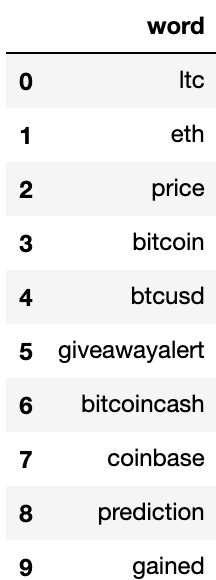 word
0 ltc
1 eth
2 price
3 bitcoin
4 btcusd
5 giveawayalert
6 bitcoincash
7 coinbase
8 prediction
9 gained